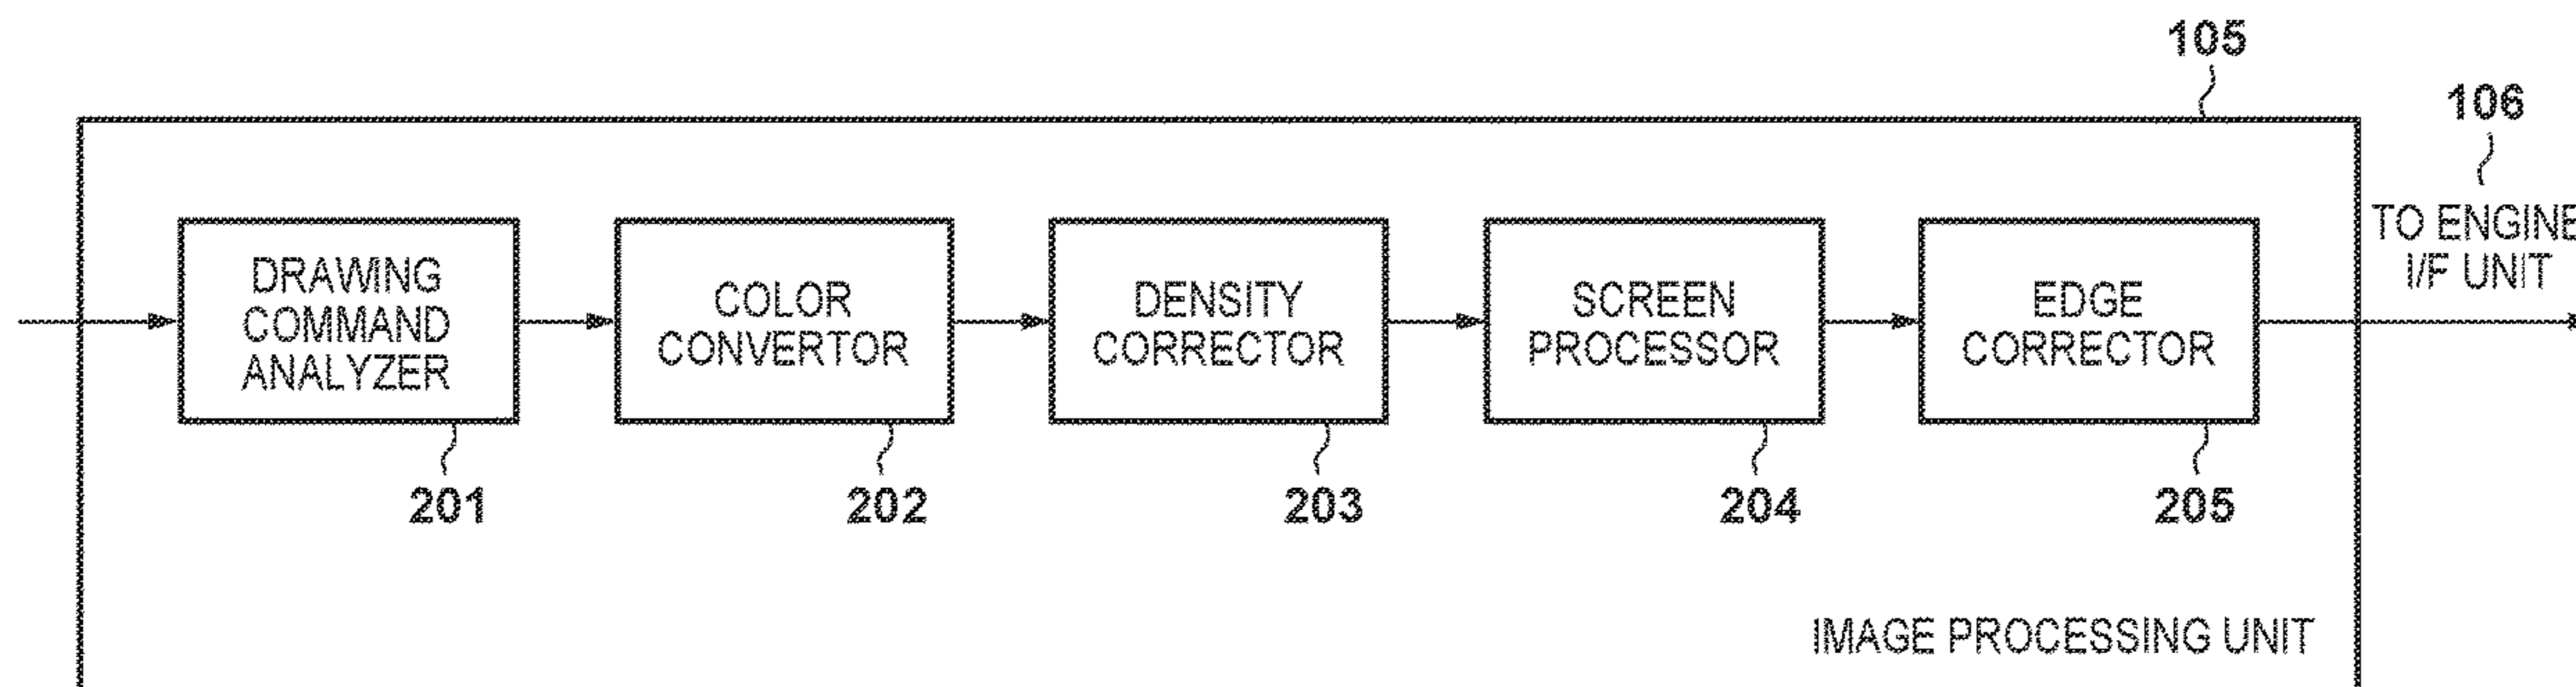 105
106
TO ENGINE
I/F UNIT
DRAWING
COMMAND
ANALYZER
COLOR
CONVERTOR
DENSITY
CORRECTOR
SCREEN
PROCESSOR
EDGE
CORRECTOR
201
202
203
204
205
IMAGE PROCESSING UNIT